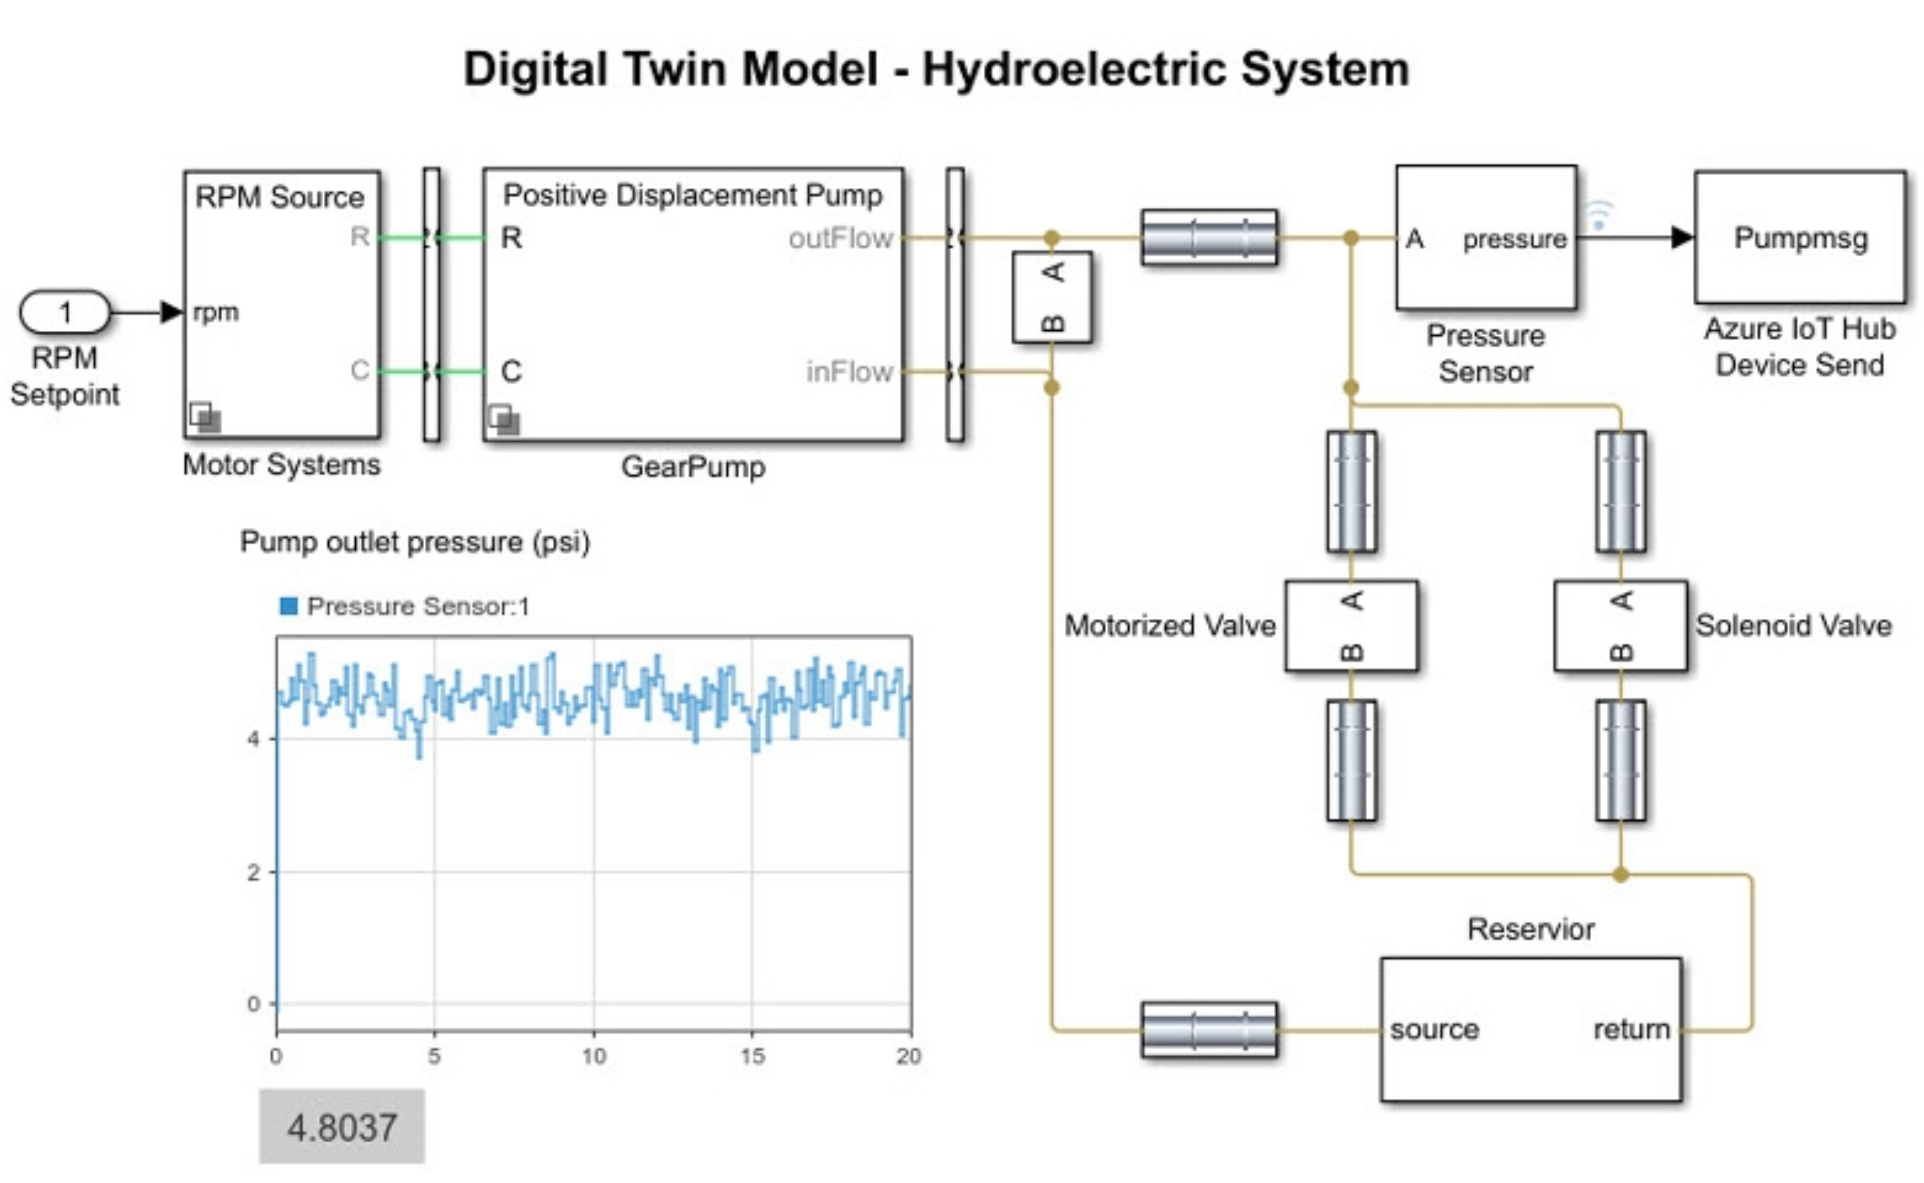 Digital Twin Model - Hydroelectric System
RPM Source
R
rpm
C
Motor Systems
1
RPM
Setpoint
Positive Displacement Pump
R
outFlow
C
inFlow
GearPump
A
B
A
pressure
Pressure
Sensor
Pumpmsg
Azure IoT Hub
Device Send
Pump outlet pressure (psi)
Pressure Sensor:1
4
2
0
0
5
10
15
20
4.8037
Motorized Valve
A
B
A
B
Solenoid Valve
Reservior
source
return